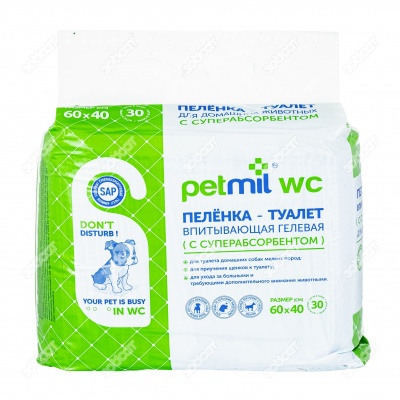 РАЗМЕР (СМ)
60x40
30
ПЕЛЁНКА - ТУАЛЕТ
ДЛЯ ДОМАШНИХ ЖИВОТНЫХ
С СУПЕРАБСОРБЕНТОМ
SAP
DON'T
DISTURB !
YOUR PET IS BUSY
IN WC
petmil wc
ПЕЛЁНКА - ТУАЛЕТ
ВПИТЫВАЮЩАЯ ГЕЛЕВАЯ
( С СУПЕРАБСОРБЕНТОМ )
для туалета домашних собак мелких пород;
для приучения щенков к туалету;
для ухода за больными и
требующими дополнительного внимания животными.
РАЗМЕР (СМ)
60x40
30